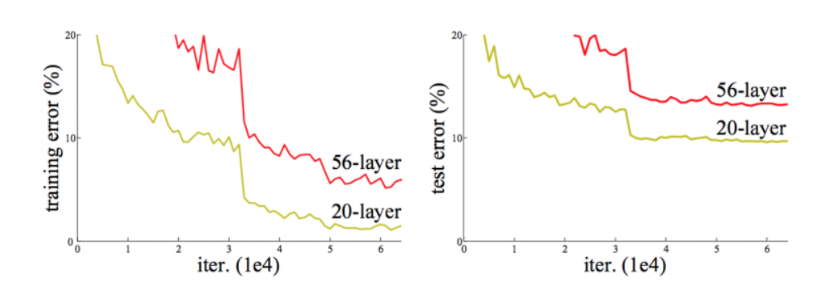 20
10
0
0 1 2 3 4 5 6
iter. (1e4)
training error (%)
56-layer
20-layer
20
10
0
0 1 2 3 4 5 6
iter. (1e4)
test error (%)
56-layer
20-layer